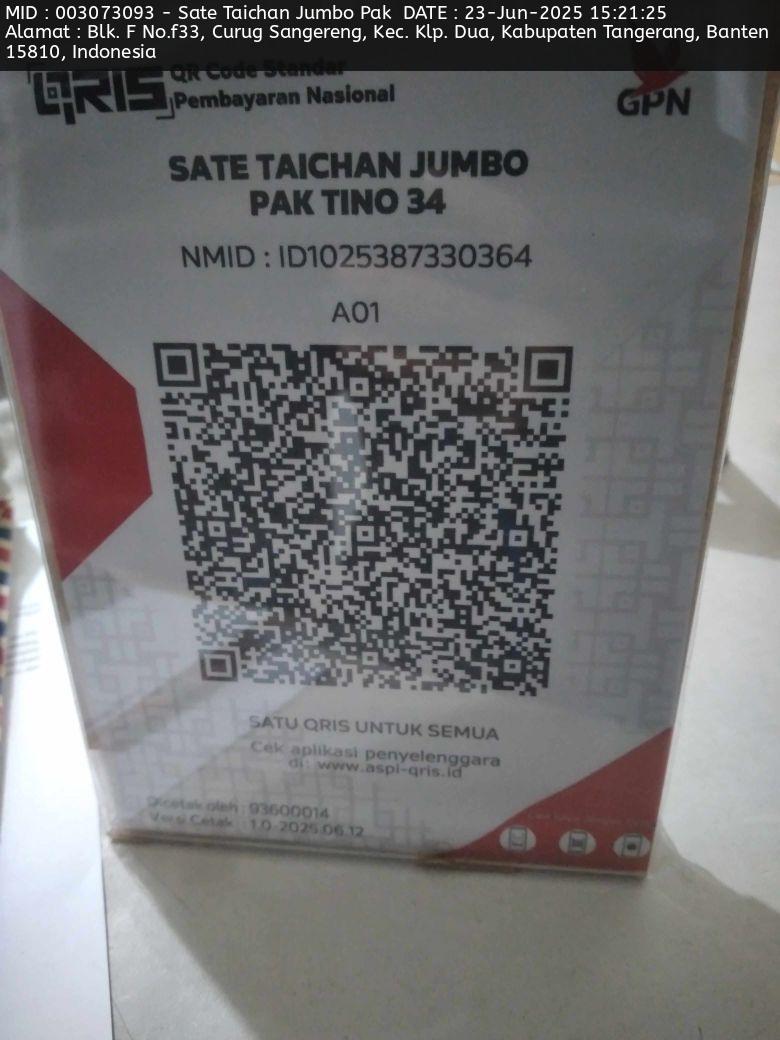 MID : 003073093 - Sate Taichan Jumbo Pak  DATE : 23-Jun-2025 15:21:25
Alamat : Blk. F No.f33, Curug Sangereng, Kec. Klp. Dua, Kabupaten Tangerang, Banten
15810, Indonesia
QRIS QR Code Standar
Pembayaran Nasional
GPN
SATE TAICHAN JUMBO
PAK TINO 34
NMID : ID1025387330364
A01
SATU QRIS UNTUK SEMUA
Cek aplikasi penyelenggara
di: www.aspi-qris.id
Dicetak oleh : 93600014
Versi Cetak : 1.0-2025.06.12